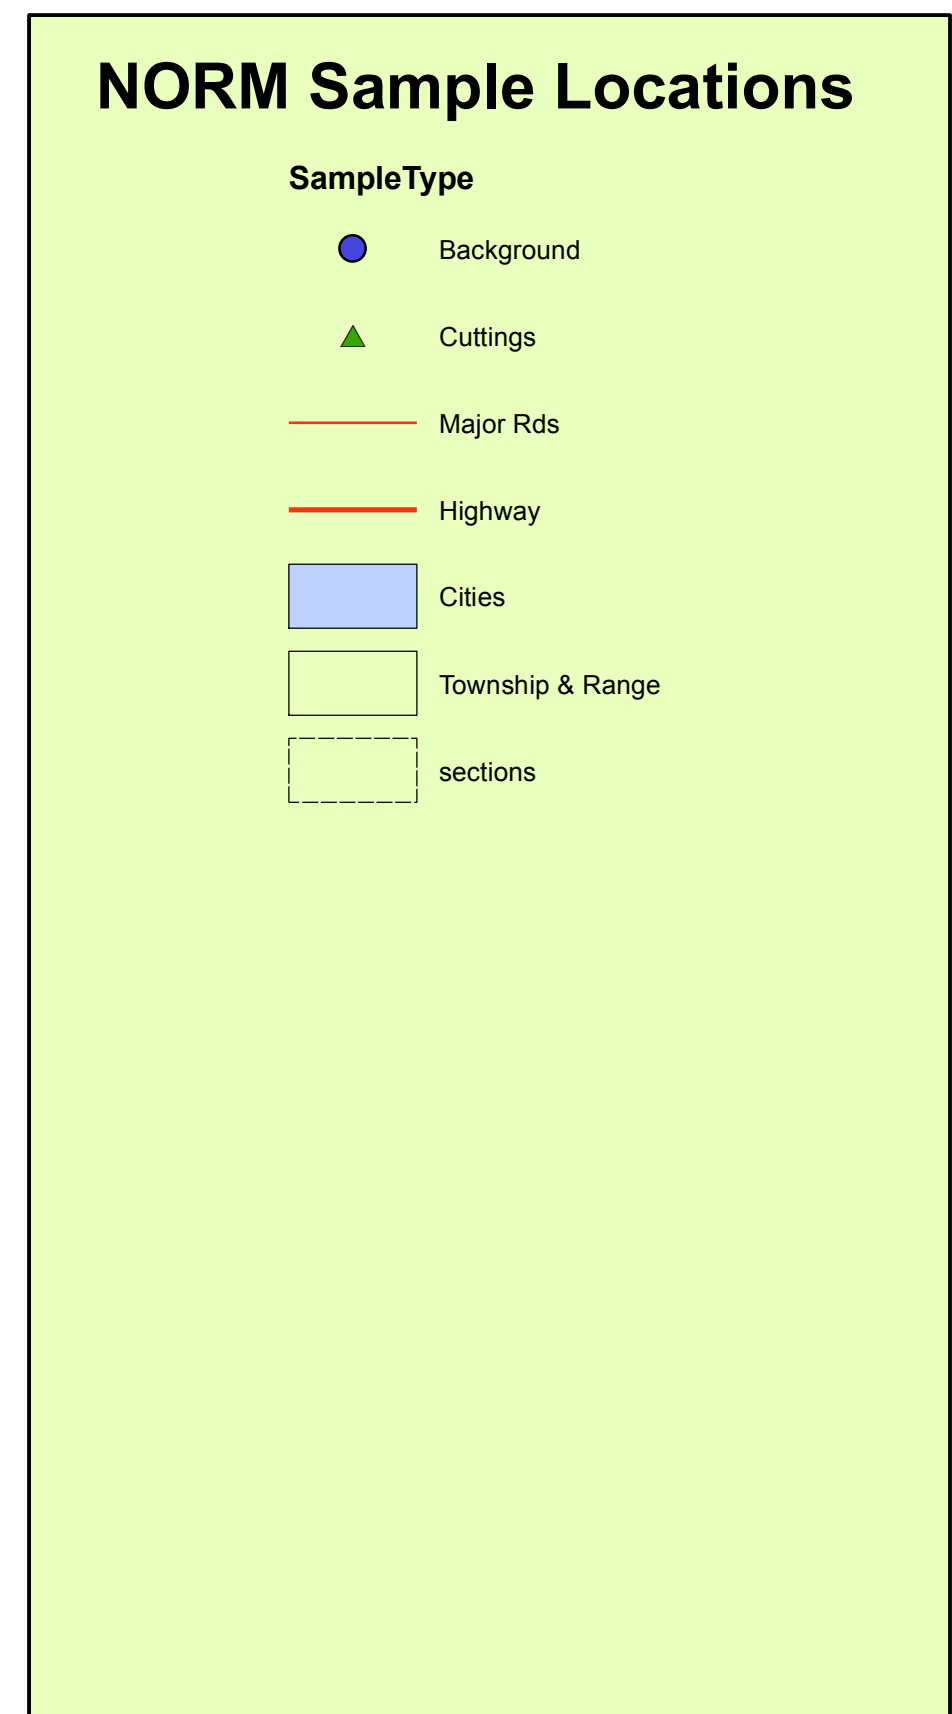 NORM Sample Locations
SampleType
Background
Cuttings
Major Rds
Highway
Cities
Township & Range
sections